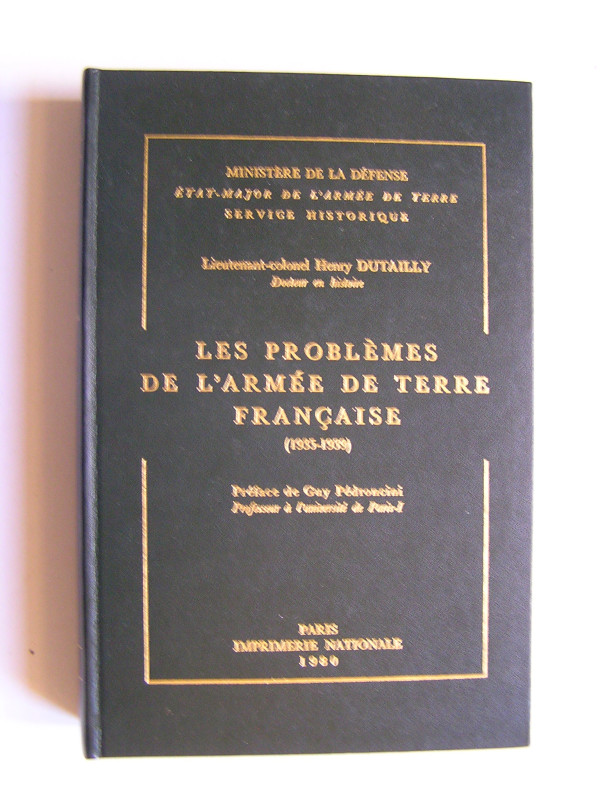 MINISTÈRE DE LA DÉFENSE
ÉTAT-MAJOR DE L'ARMÉE DE TERRE
SERVICE HISTORIQUE
Lieutenant-colonel Henry DUTAILLY
Docteur en histoire
LES PROBLÈMES
DE L'ARMÉE DE TERRE
FRANÇAISE
(1935-1939)
Préface de Guy Pédroncini
Professeur à l'université de Paris-I
PARIS
IMPRIMERIE NATIONALE
1980